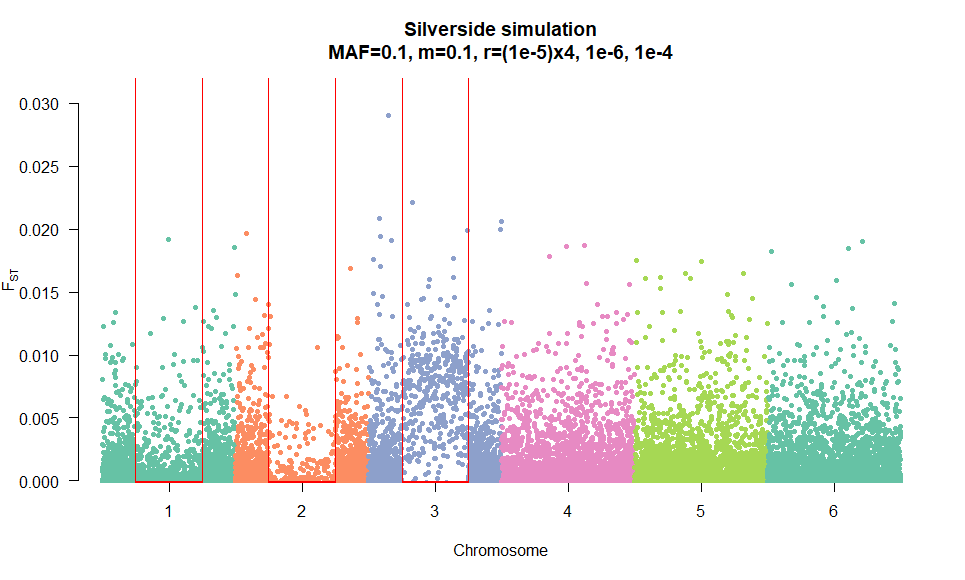 Silverside simulation
MAF=0.1, m=0.1, r=(1e-5)x4, 1e-6, 1e-4
0.030
0.025
0.020
0.015
0.010
0.005
0.000
FST
1 2 3 4 5 6
Chromosome